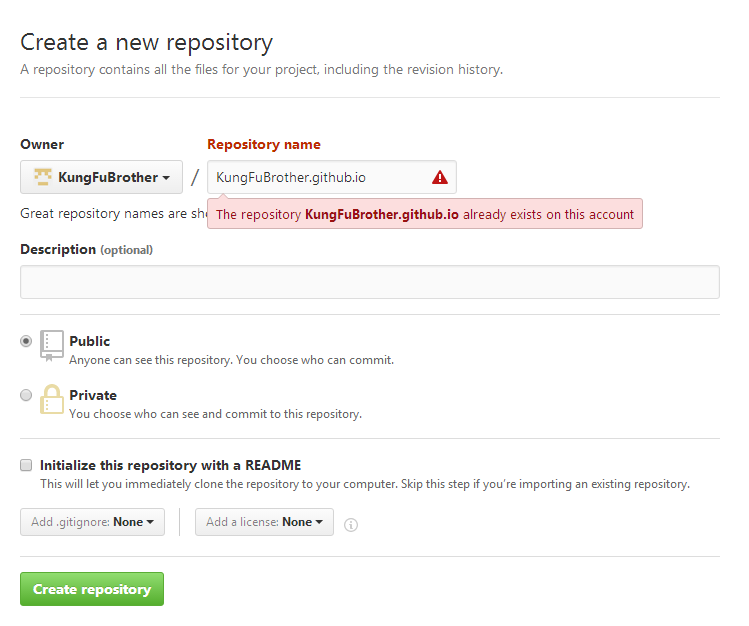 Create a new repository
A repository contains all the files for your project, including the revision history.
Owner
Repository name
KungFuBrother / KungFuBrother.github.io
Great repository names are sh
The repository KungFuBrother.github.io already exists on this account
Description (optional)
Public
Anyone can see this repository. You choose who can commit.
Private
You choose who can see and commit to this repository.
Initialize this repository with a README
This will let you immediately clone the repository to your computer. Skip this step if you're importing an existing repository.
Add .gitignore: None
Add a license: None
Create repository